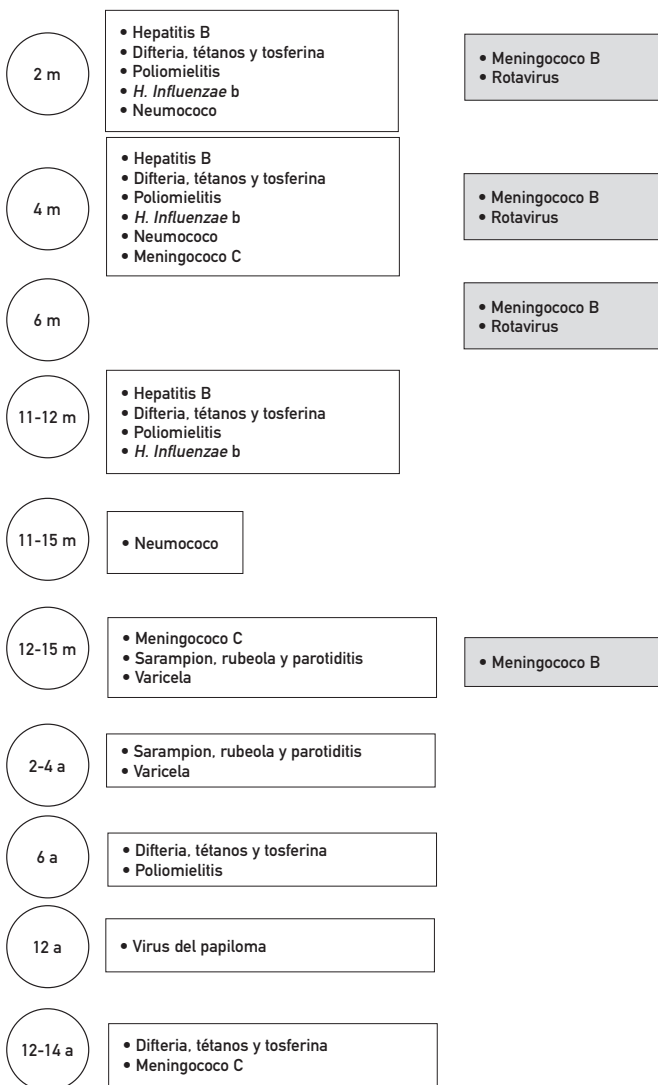 2 m
• Hepatitis B
• Difteria, tétanos y tosferina
• Poliomielitis
• H. Influenzae b
• Neumococo
• Meningococo B
• Rotavirus
4 m
• Hepatitis B
• Difteria, tétanos y tosferina
• Poliomielitis
• H. Influenzae b
• Neumococo
• Meningococo C
• Meningococo B
• Rotavirus
6 m
• Meningococo B
• Rotavirus
11-12 m
• Hepatitis B
• Difteria, tétanos y tosferina
• Poliomielitis
• H. Influenzae b
11-15 m
• Neumococo
12-15 m
• Meningococo C
• Sarampion, rubeola y parotiditis
• Varicela
• Meningococo B
2-4 a
• Sarampion, rubeola y parotiditis
• Varicela
6 a
• Difteria, tétanos y tosferina
• Poliomielitis
12 a
• Virus del papiloma
12-14 a
• Difteria, tétanos y tosferina
• Meningococo C